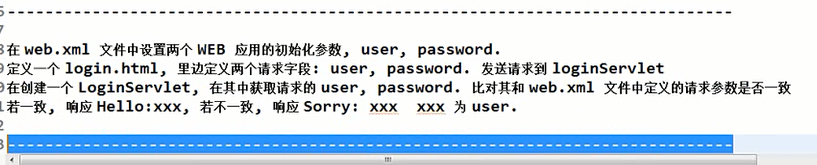 ------------------------------------------------------------------------
在 web.xml 文件中设置两个 WEB 应用的初始化参数, user, password.
定义一个 login.html, 里边定义两个请求字段: user, password. 发送请求到 loginServlet
在创建一个 LoginServlet, 在其中获取请求的 user, password. 比对其和 web.xml 文件中定义的请求参数是否一致
若一致, 响应 Hello:xxx, 若不一致, 响应 Sorry: xxx  xxx 为 user.
------------------------------------------------------------------------